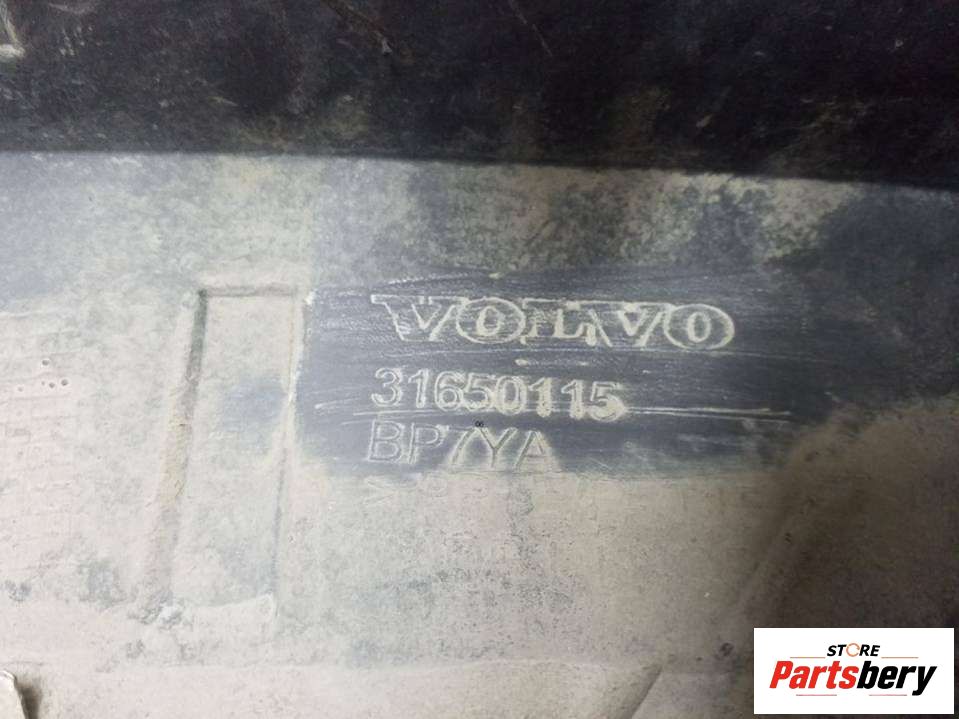 VOLVO
31650115
BP7YA
STORE
Partsbery